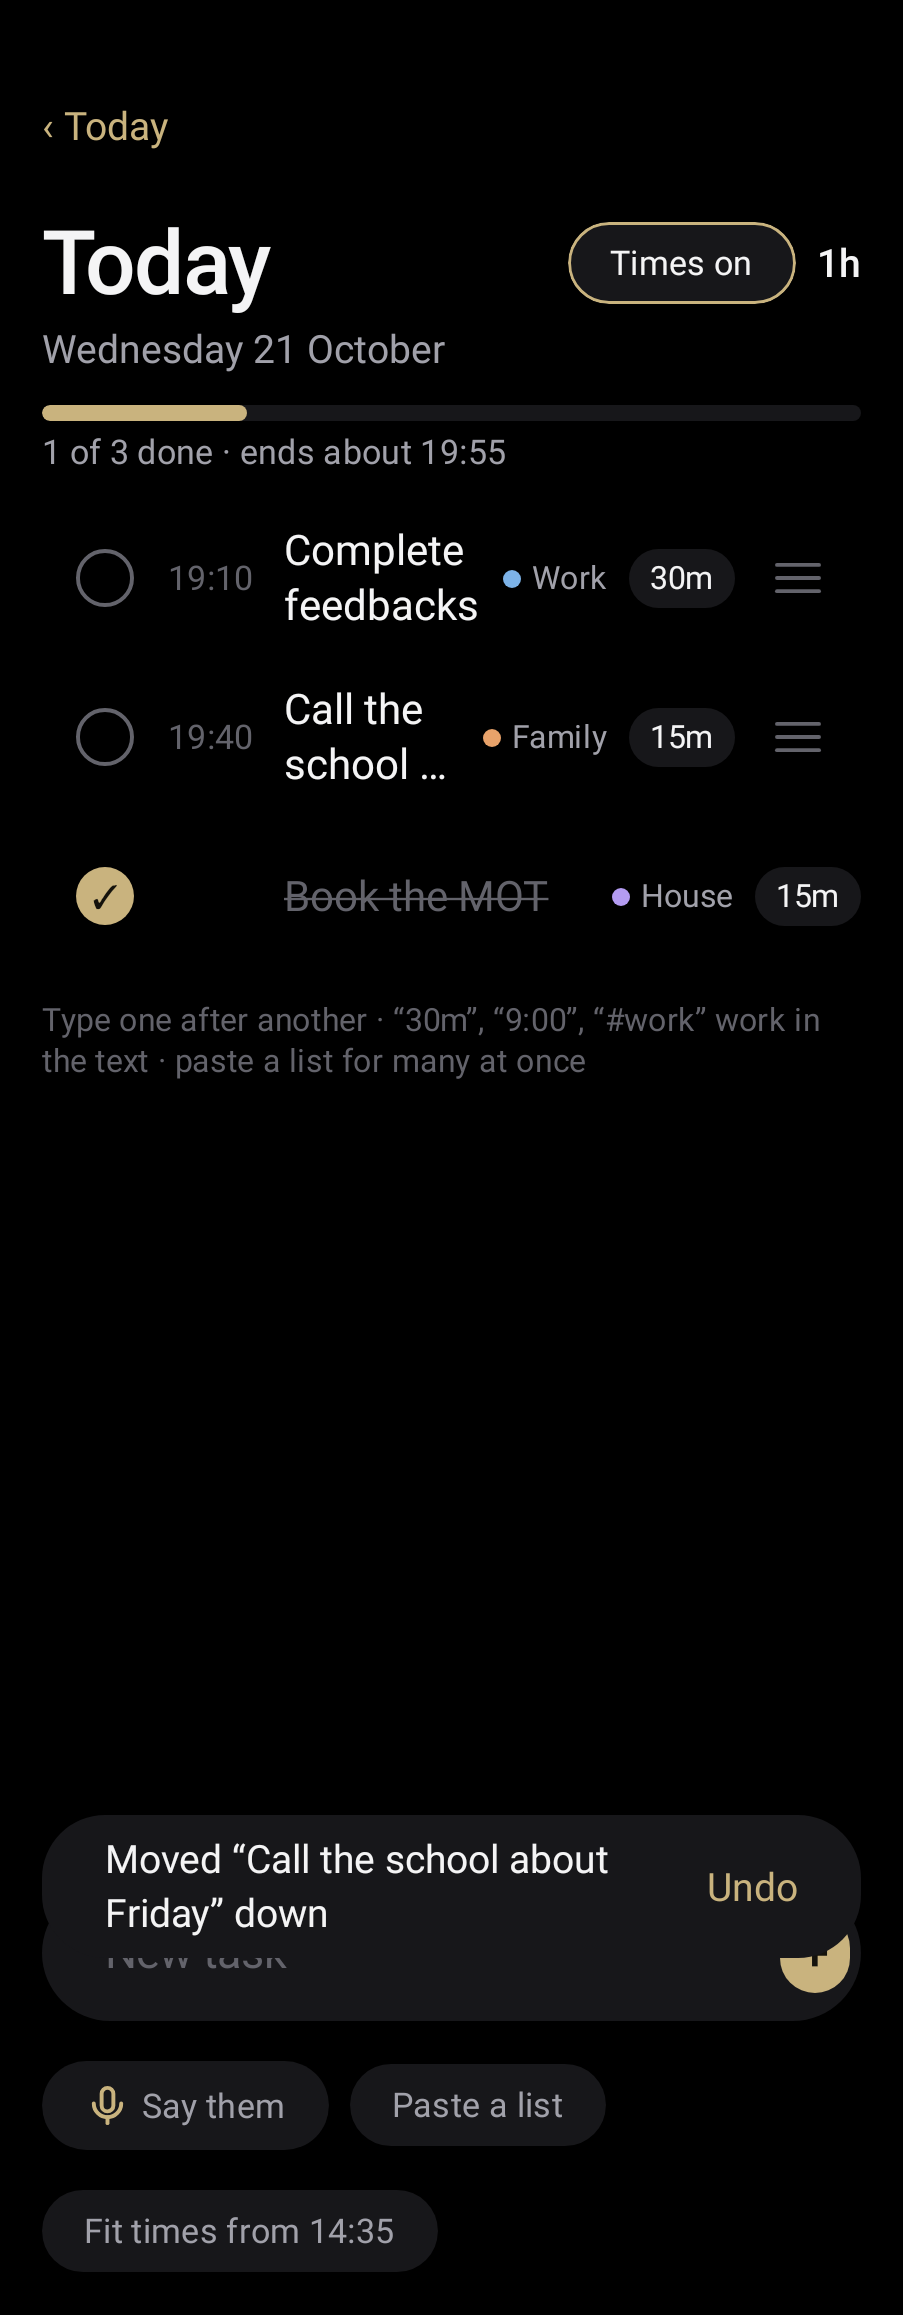 ‹ Today
Today
Times on
1h
Wednesday 21 October
1 of 3 done · ends about 19:55
19:10
Complete
feedbacks
Work
30m
19:40
Call the
school ...
Family
15m
✓
Book the MOT
House
15m
Type one after another · “30m”, “9:00”, “#work” work in
the text · paste a list for many at once
Moved “Call the school about
Friday” down
Undo
New task
Say them
Paste a list
Fit times from 14:35